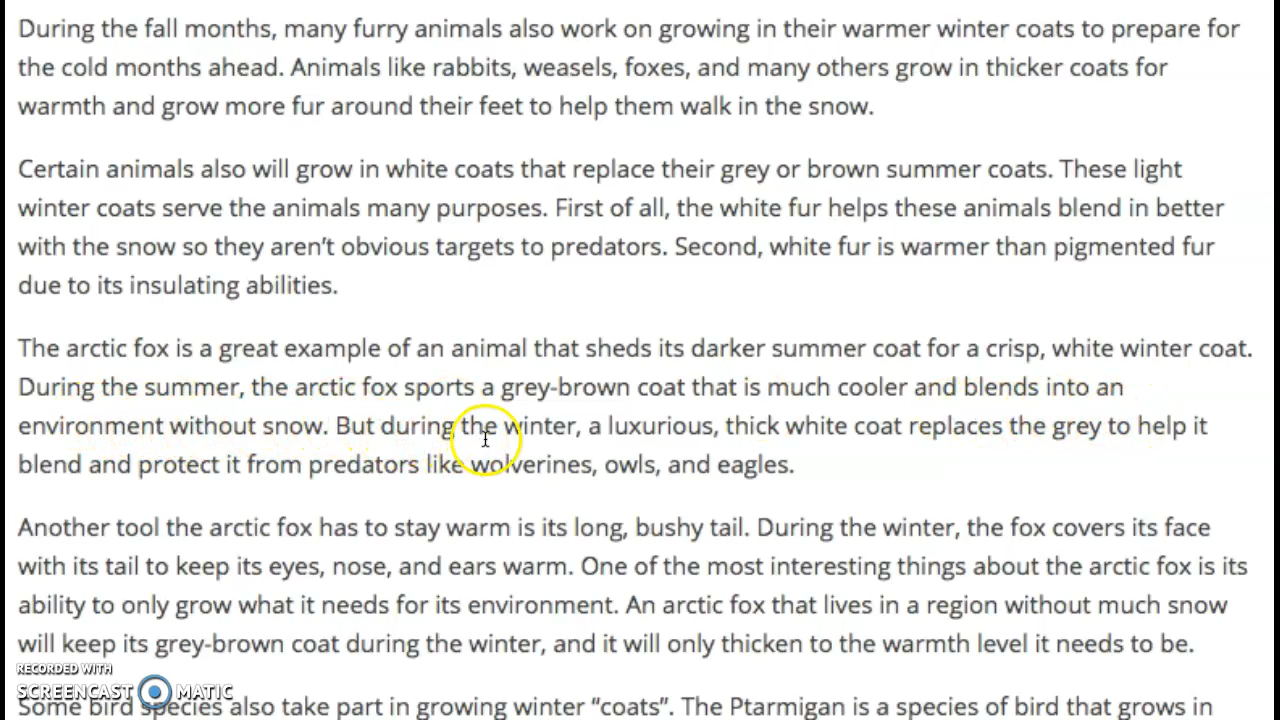 During the fall months, many furry animals also work on growing in their warmer winter coats to prepare for
the cold months ahead. Animals like rabbits, weasels, foxes, and many others grow in thicker coats for
warmth and grow more fur around their feet to help them walk in the snow.
Certain animals also will grow in white coats that replace their grey or brown summer coats. These light
winter coats serve the animals many purposes. First of all, the white fur helps these animals blend in better
with the snow so they aren’t obvious targets to predators. Second, white fur is warmer than pigmented fur
due to its insulating abilities.
The arctic fox is a great example of an animal that sheds its darker summer coat for a crisp, white winter coat.
During the summer, the arctic fox sports a grey-brown coat that is much cooler and blends into an
environment without snow. But during the winter, a luxurious, thick white coat replaces the grey to help it
blend and protect it from predators like wolverines, owls, and eagles.
Another tool the arctic fox has to stay warm is its long, bushy tail. During the winter, the fox covers its face
with its tail to keep its eyes, nose, and ears warm. One of the most interesting things about the arctic fox is its
ability to only grow what it needs for its environment. An arctic fox that lives in a region without much snow
will keep its grey-brown coat during the winter, and it will only thicken to the warmth level it needs to be.
RECORDED WITH
SCREENCAST MATIC
Some bird species also take part in growing winter “coats”. The Ptarmigan is a species of bird that grows in